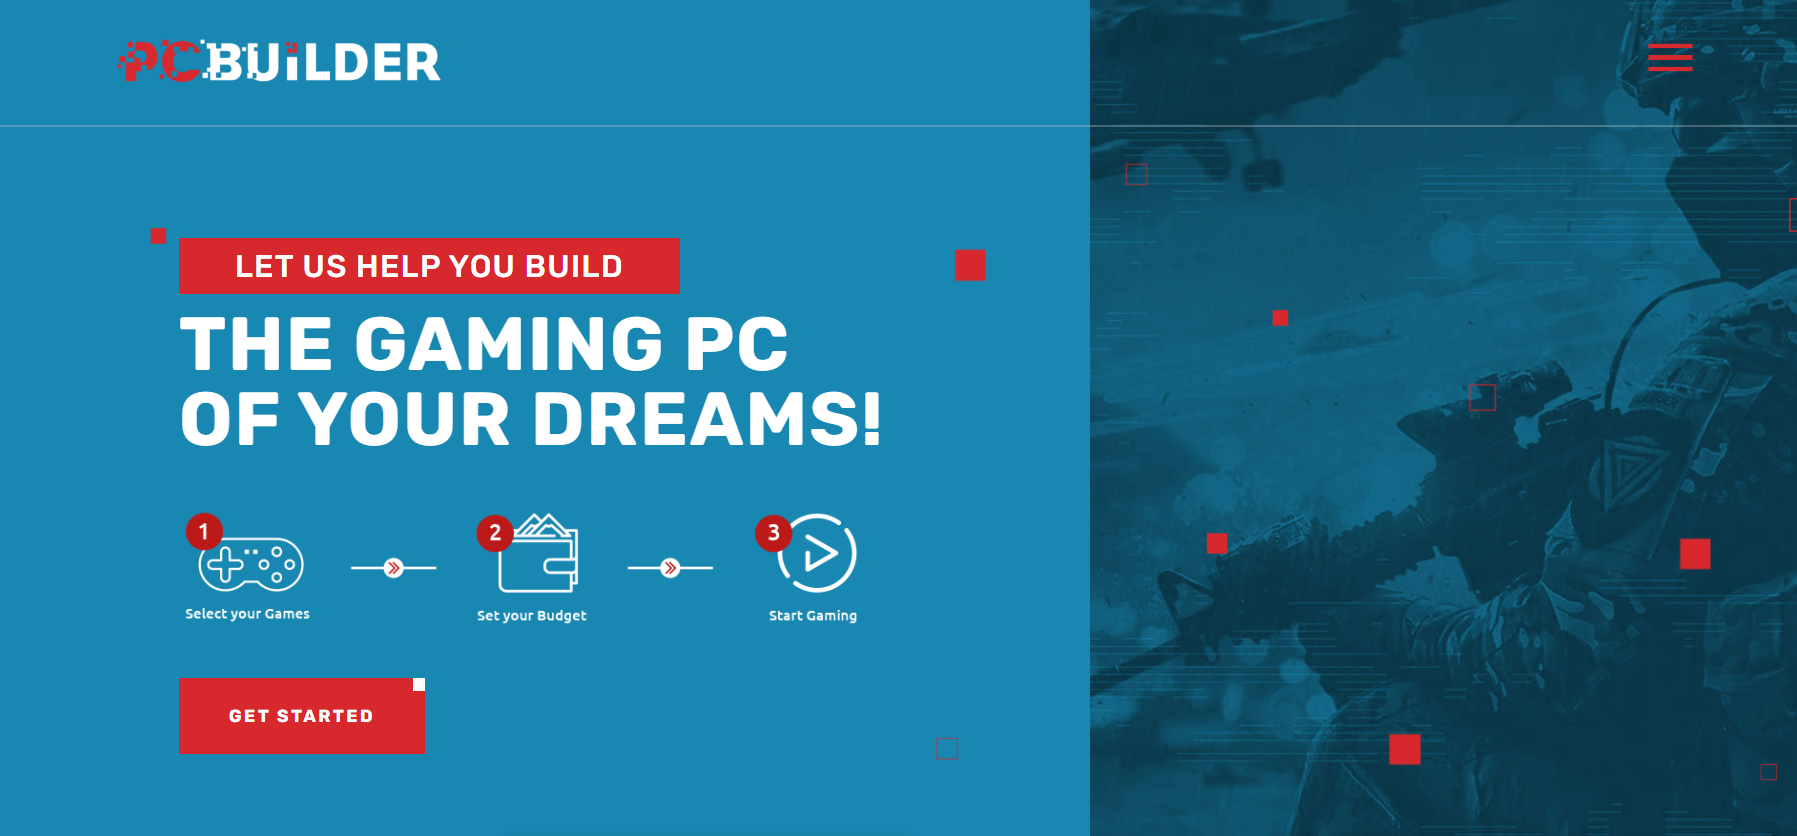 PCBUiLDER
LET US HELP YOU BUILD
THE GAMING PC
OF YOUR DREAMS!
1
2
3
Select your Games
Set your Budget
Start Gaming
GET STARTED